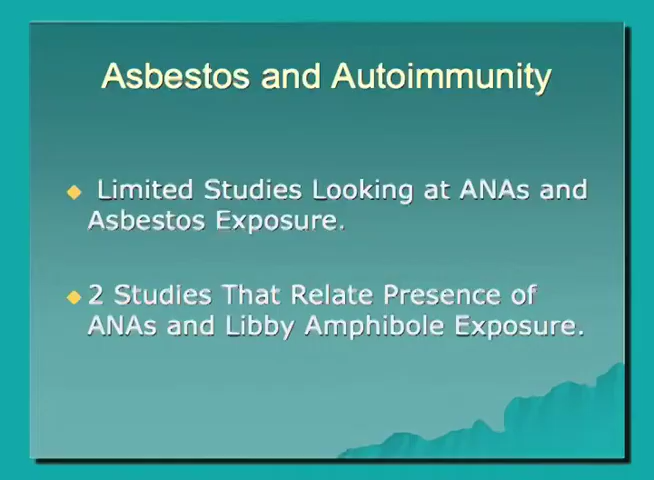 Asbestos and Autoimmunity
Limited Studies Looking at ANAs and
Asbestos Exposure.
2 Studies That Relate Presence of
ANAs and Libby Amphibole Exposure.